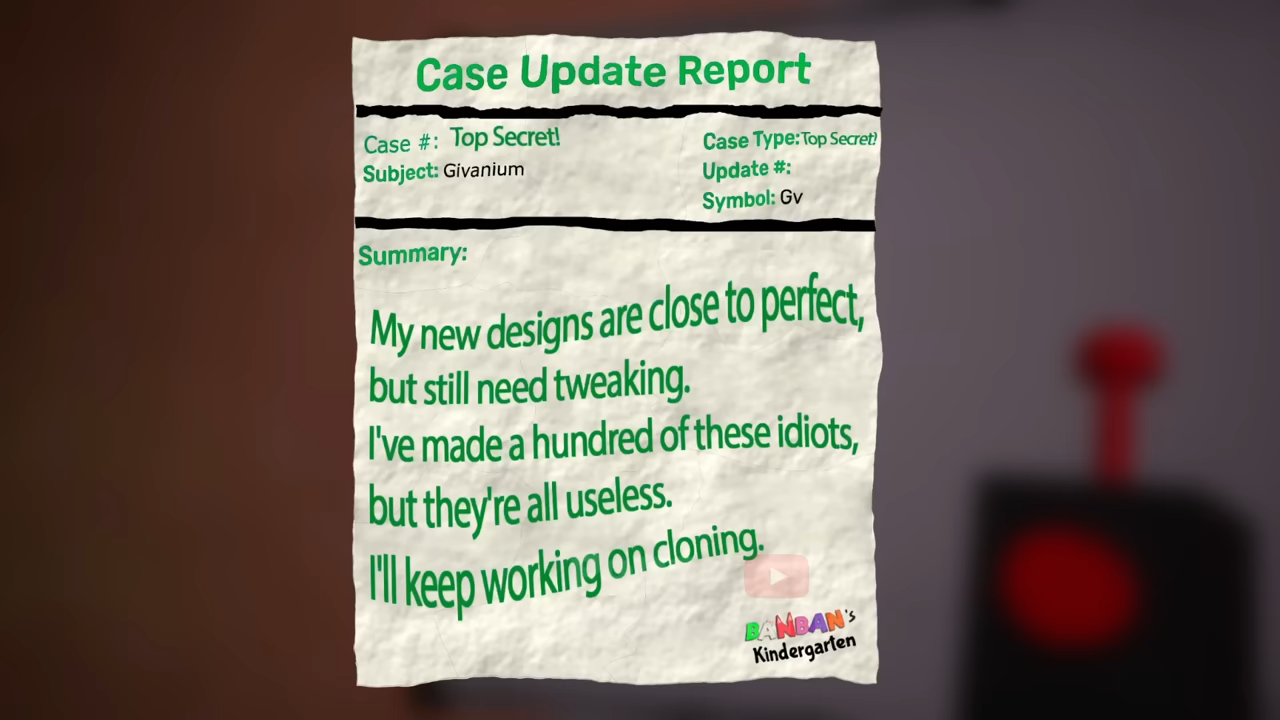 Case Update Report
Case #: Top Secret!
Case Type: Top Secret!
Subject: Givanium
Update #:
Symbol: Gv
Summary:
My new designs are close to perfect,
but still need tweaking.
I've made a hundred of these idiots,
but they're all useless.
I'll keep working on cloning.
BANBAN's
Kindergarten